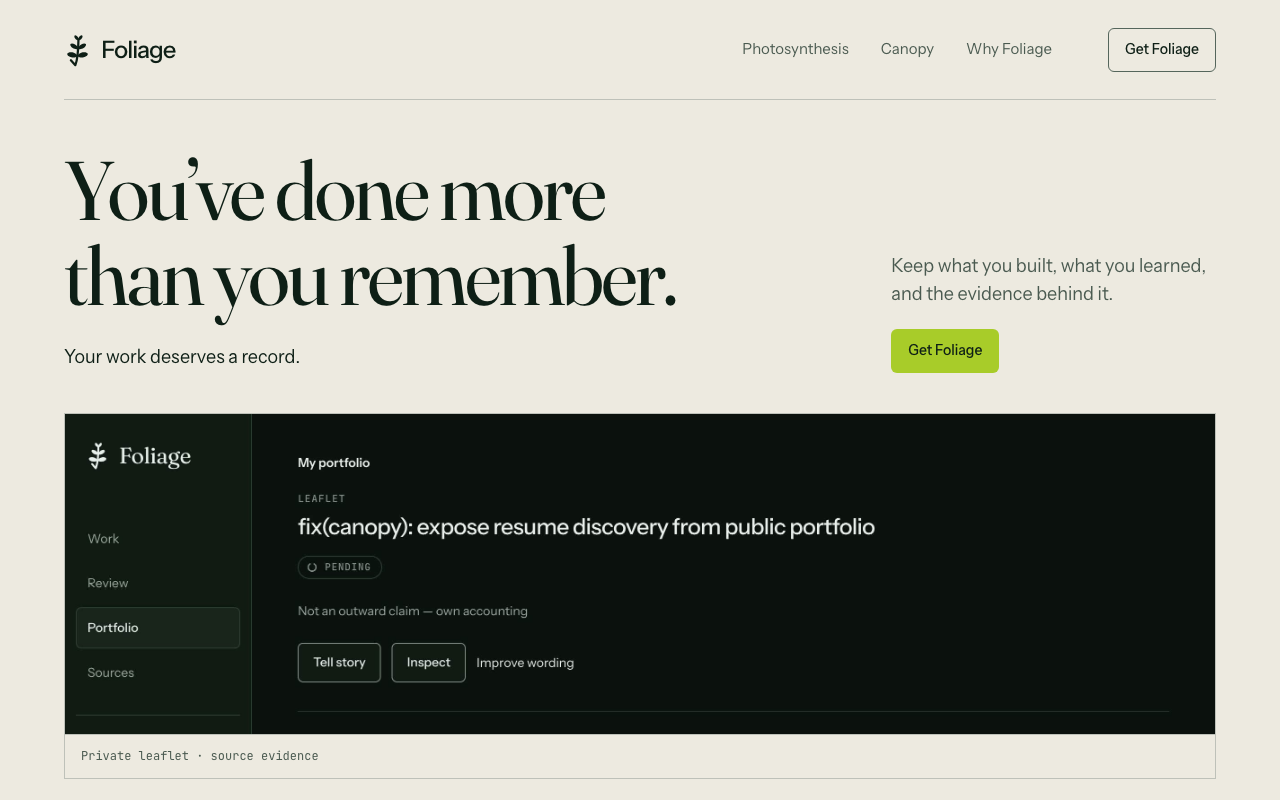 Foliage
Photosynthesis
Canopy
Why Foliage
Get Foliage
You’ve done more
than you remember.
Your work deserves a record.
Keep what you built, what you learned,
and the evidence behind it.
Get Foliage
Foliage
Work
Review
Portfolio
Sources
My portfolio
LEAFLET
fix(canopy): expose resume discovery from public portfolio
PENDING
Not an outward claim — own accounting
Tell story
Inspect
Improve wording
Private leaflet · source evidence